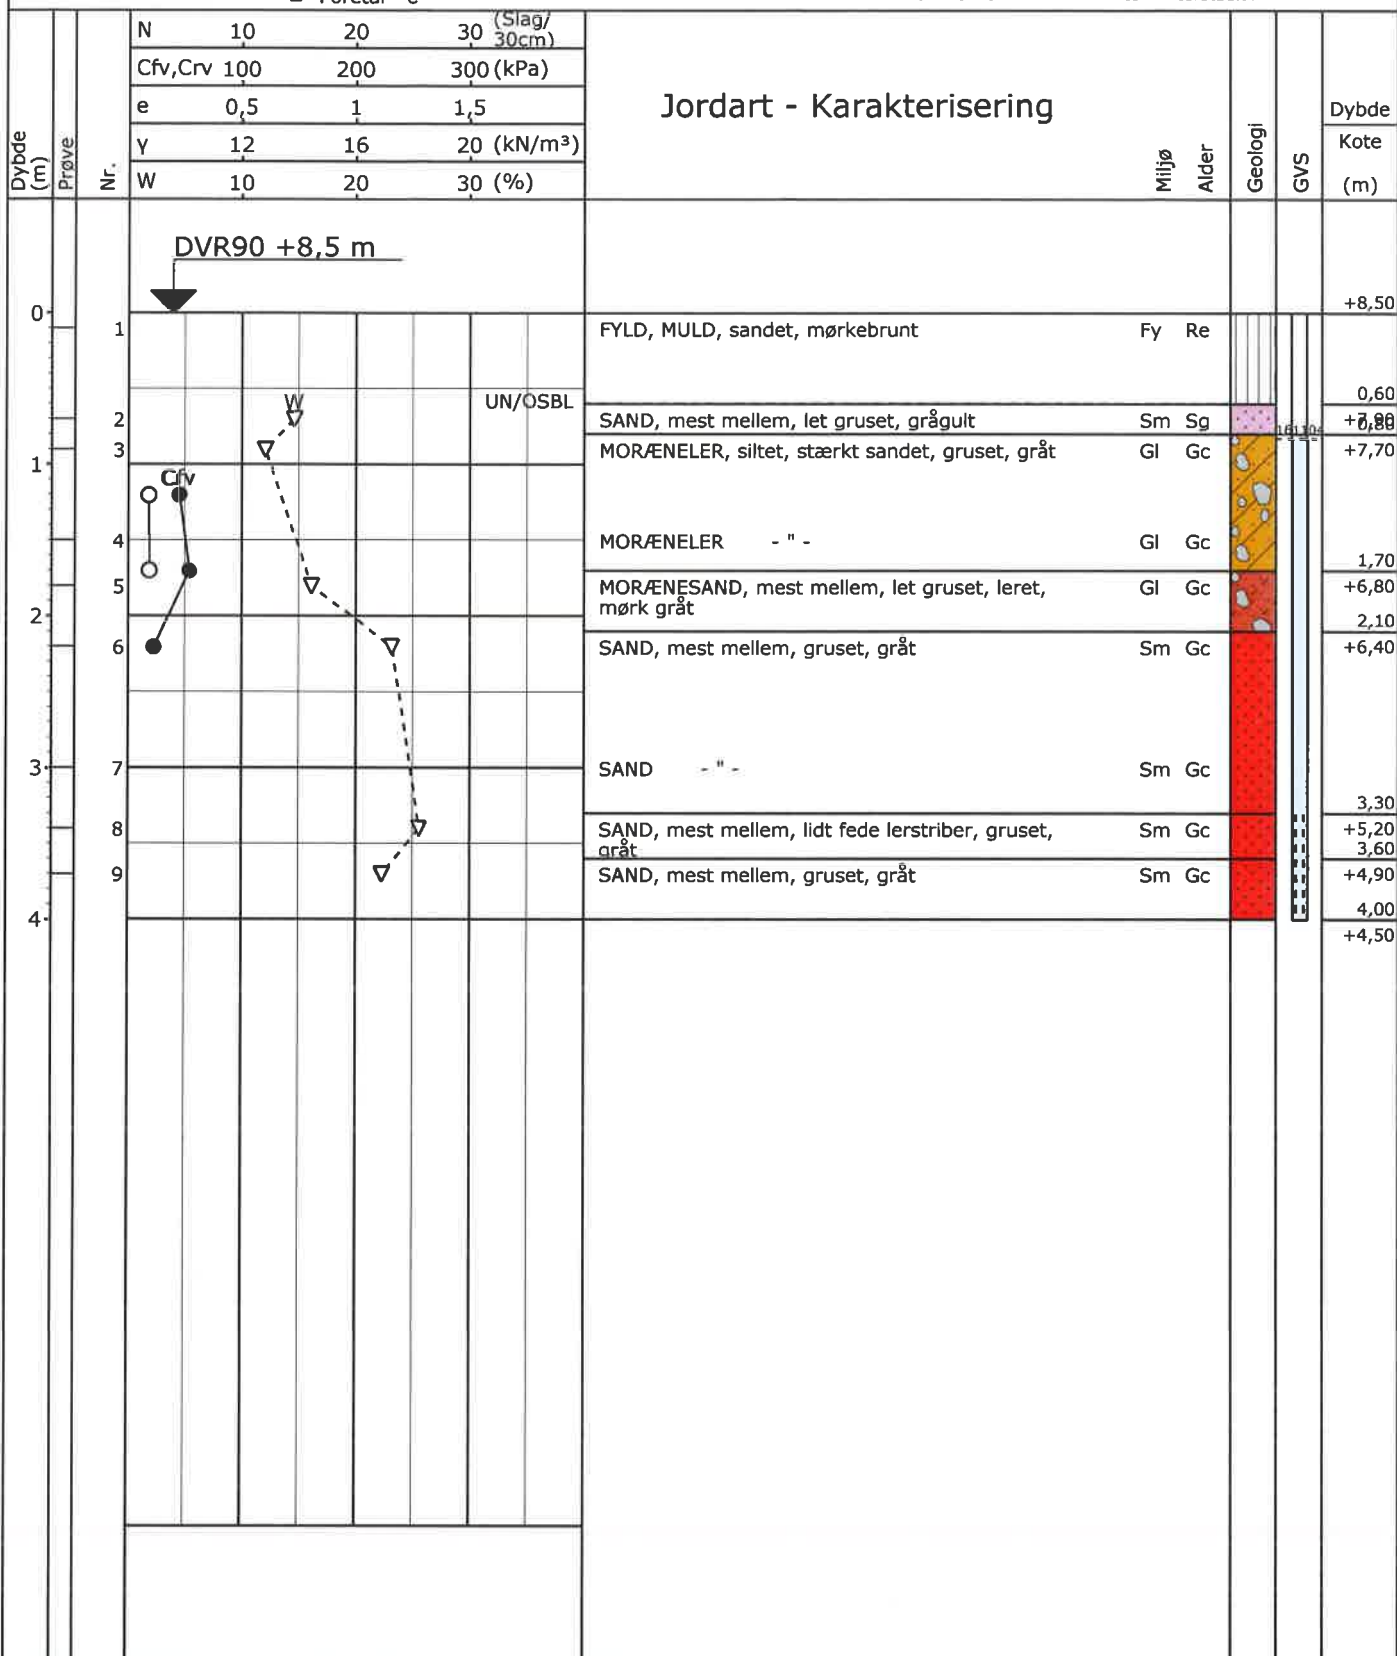 N 10 20 30 (Slag/30cm)
Cfv,Crv 100 200 300 (kPa)
e 0,5 1 1,5
γ 12 16 20 (kN/m³)
W 10 20 30 (%)
Dybde (m)
Prøve
Nr.
Jordart - Karakterisering
Miljø
Alder
Geologi
GVS
Dybde
Kote
(m)
DVR90 +8,5 m
+8,50
0
1 FYLD, MULD, sandet, mørkebrunt Fy Re
0,60
W UN/OSBL
2 SAND, mest mellem, let gruset, grågult Sm Sg +7,90
0,80
3 MORÆNELER, siltet, stærkt sandet, gruset, gråt Gl Gc +7,70
1
Cfv
4 MORÆNELER - " - Gl Gc
1,70
5 MORÆNESAND, mest mellem, let gruset, leret, Gl Gc +6,80
mørk gråt
2 2,10
6 SAND, mest mellem, gruset, gråt Sm Gc +6,40
3 7 SAND - " - Sm Gc
3,30
8 SAND, mest mellem, lidt fede lerstriber, gruset, Sm Gc +5,20
gråt 3,60
9 SAND, mest mellem, gruset, gråt Sm Gc +4,90
4 4,00
+4,50